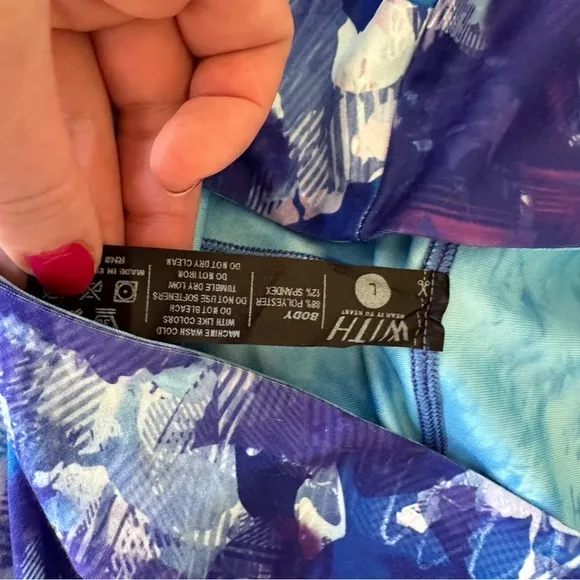 L
WITH
WEAR IT TO HEART
BODY
88% POLYESTER
12% SPANDEX
MACHINE WASH COLD
WITH LIKE COLORS
DO NOT BLEACH
DO NOT USE SOFTENERS
TUMBLE DRY LOW
DO NOT IRON
DO NOT DRY CLEAN
RN#